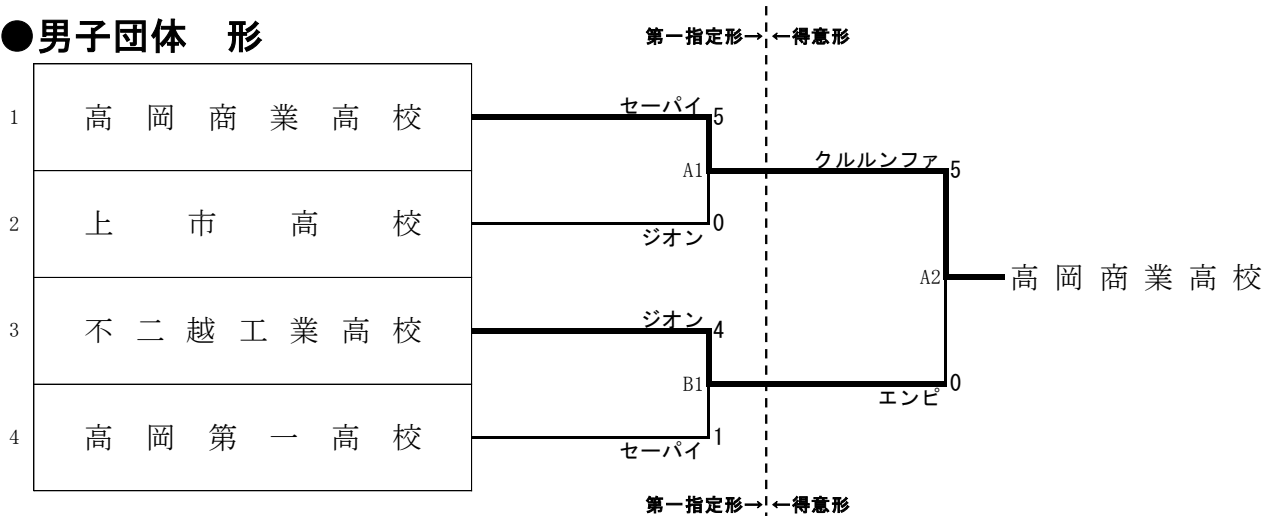 ●男子団体 形
第一指定形→ ←得意形
1 高岡商業高校
セーパイ 5
A1
クルルンファ 5
2 上市高校
ジオン 0
A2 高岡商業高校
3 不二越工業高校
ジオン 4
B1
エンピ 0
4 高岡第一高校
セーパイ 1
第一指定形→ ←得意形